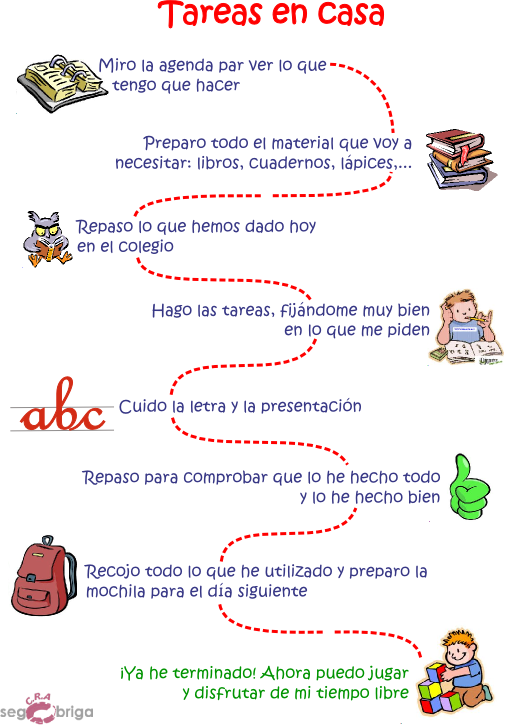 Tareas en casa
Miro la agenda par ver lo que
tengo que hacer
Preparo todo el material que voy a
necesitar: libros, cuadernos, lápices,...
Repaso lo que hemos dado hoy
en el colegio
Hago las tareas, fijándome muy bien
en lo que me piden
abc
Cuido la letra y la presentación
Repaso para comprobar que lo he hecho todo
y lo he hecho bien
Recojo todo lo que he utilizado y preparo la
mochila para el día siguiente
¡Ya he terminado! Ahora puedo jugar
y disfrutar de mi tiempo libre
C.R.A
segóbriga